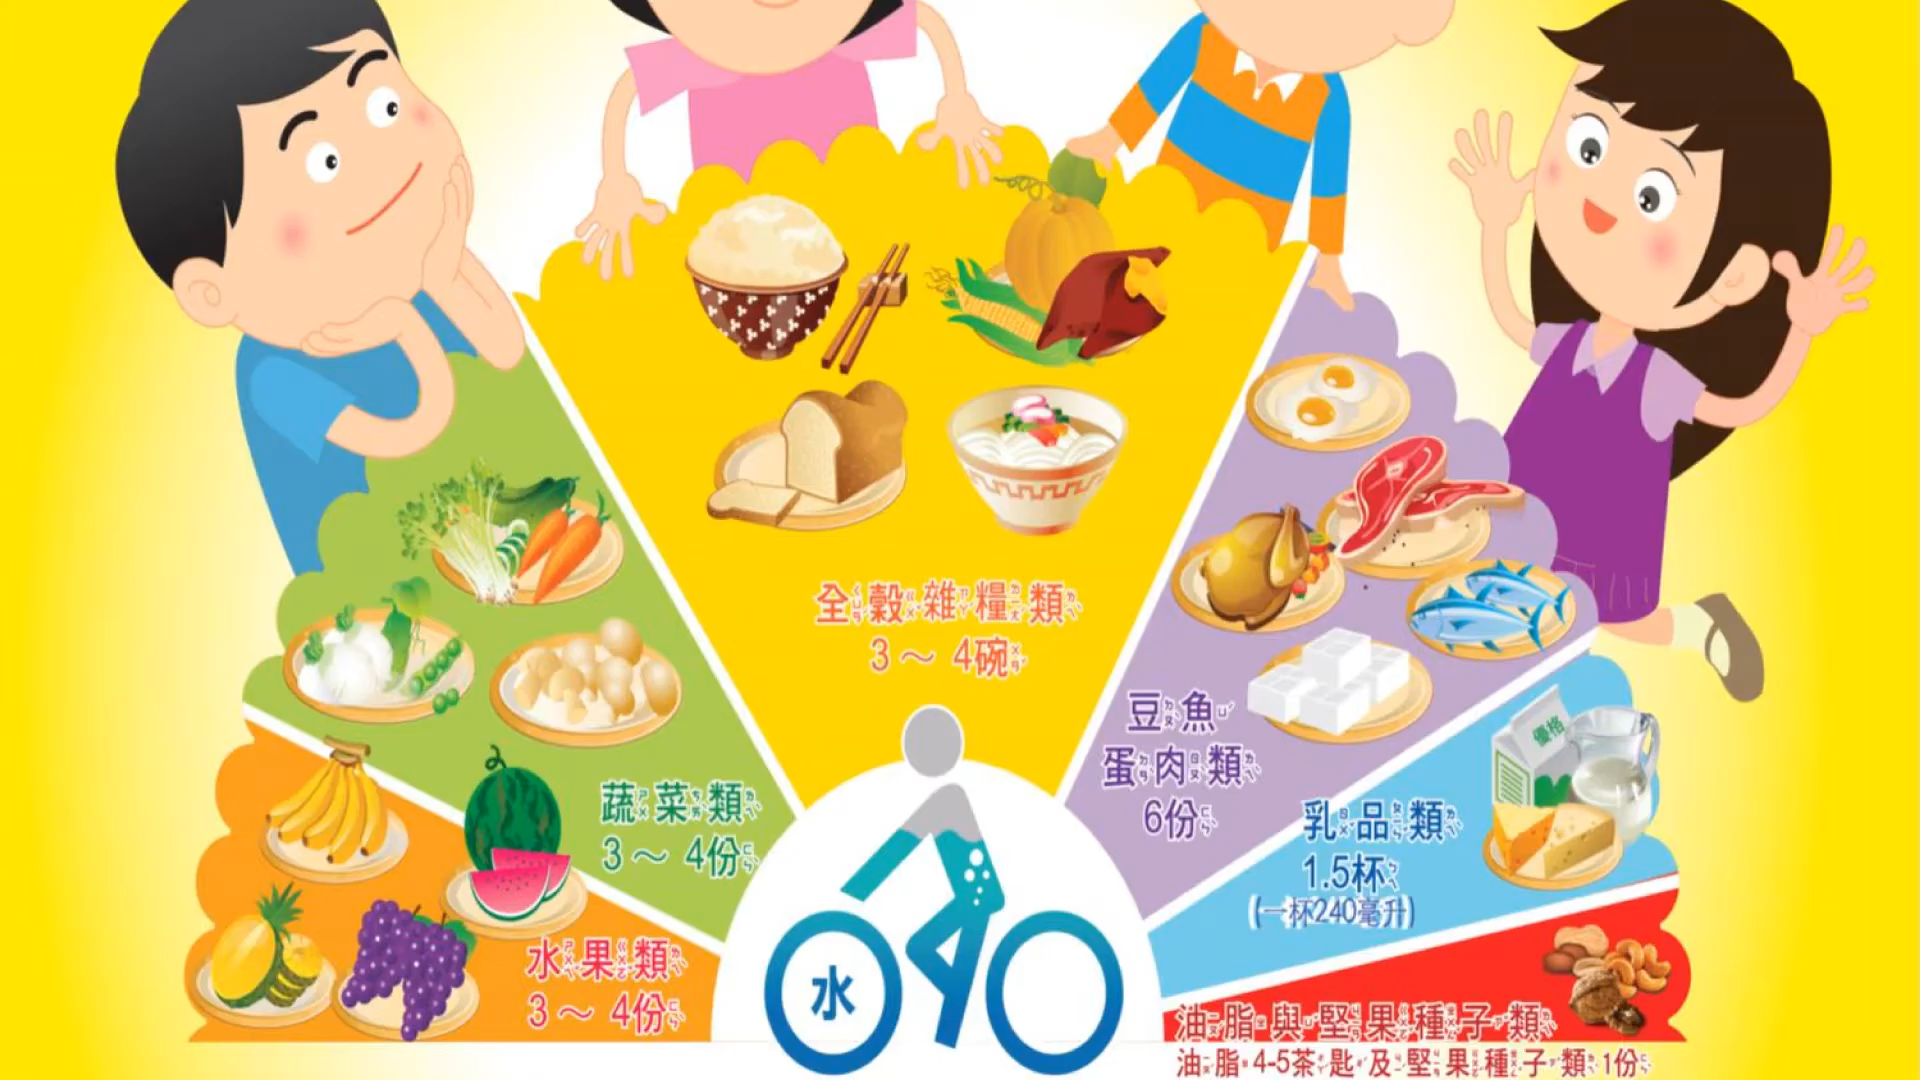 全穀雜糧類
3～4碗
豆魚
蛋肉類
6份
優格
蔬菜類
3～4份
乳品類
1.5杯
(一杯240毫升)
水果類
3～4份
水
油脂與堅果種子類
油脂4-5茶匙及堅果種子類1份